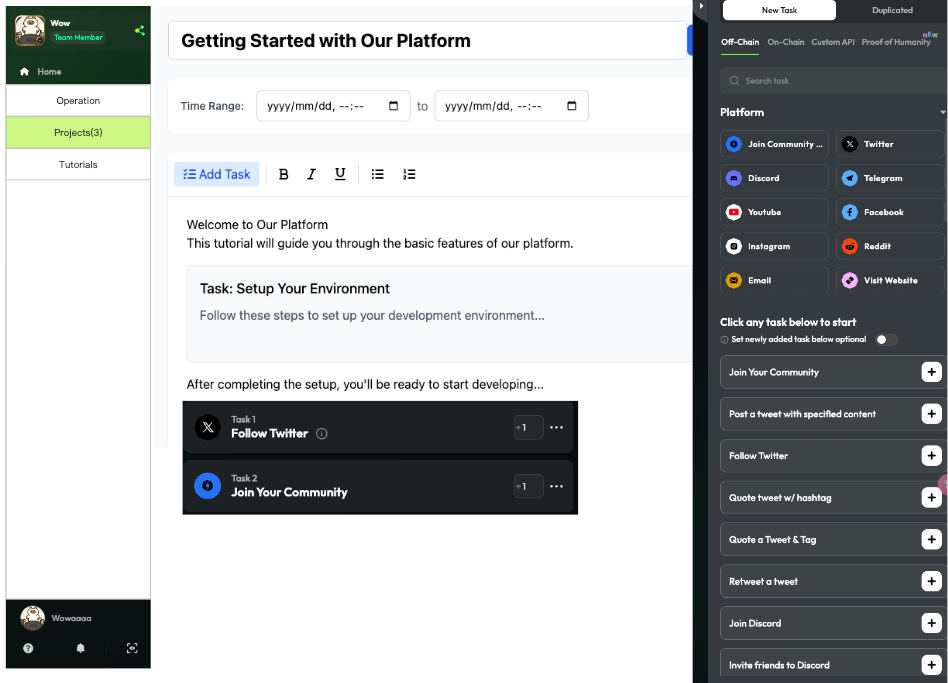 Wow
Team Member
Home
Operation
Projects(3)
Tutorials
Wowaaaa
Getting Started with Our Platform
Time Range:
yyyy/mm/dd, --:--
to
yyyy/mm/dd, --:--
Add Task
B
I
U
Welcome to Our Platform
This tutorial will guide you through the basic features of our platform.
Task: Setup Your Environment
Follow these steps to set up your development environment...
After completing the setup, you'll be ready to start developing...
Task 1
Follow Twitter
+1
Task 2
Join Your Community
+1
New Task
Duplicated
Off-Chain
On-Chain
Custom API
Proof of Humanity
NEW
Search task
Platform
Join Community ...
Twitter
Discord
Telegram
Youtube
Facebook
Instagram
Reddit
Email
Visit Website
Click any task below to start
Set newly added task below optional
Join Your Community
Post a tweet with specified content
Follow Twitter
Quote tweet w/ hashtag
Quote a Tweet & Tag
Retweet a tweet
Join Discord
Invite friends to Discord